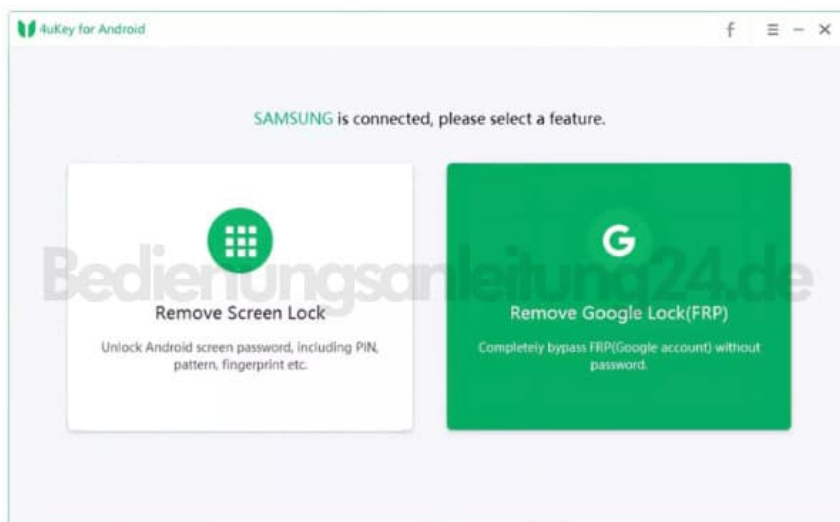 4uKey for Android
SAMSUNG is connected, please select a feature.
Bedienungsanleitung24.de
Remove Screen Lock
Unlock Android screen password, including PIN,
pattern, fingerprint etc.
Remove Google Lock(FRP)
Completely bypass FRP(Google account) without
password.